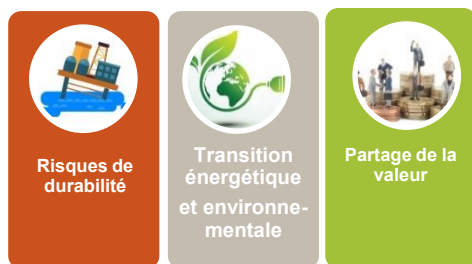 Risques de
durabilité
Transition
énergétique
et environne-
mentale
Partage de la
valeur